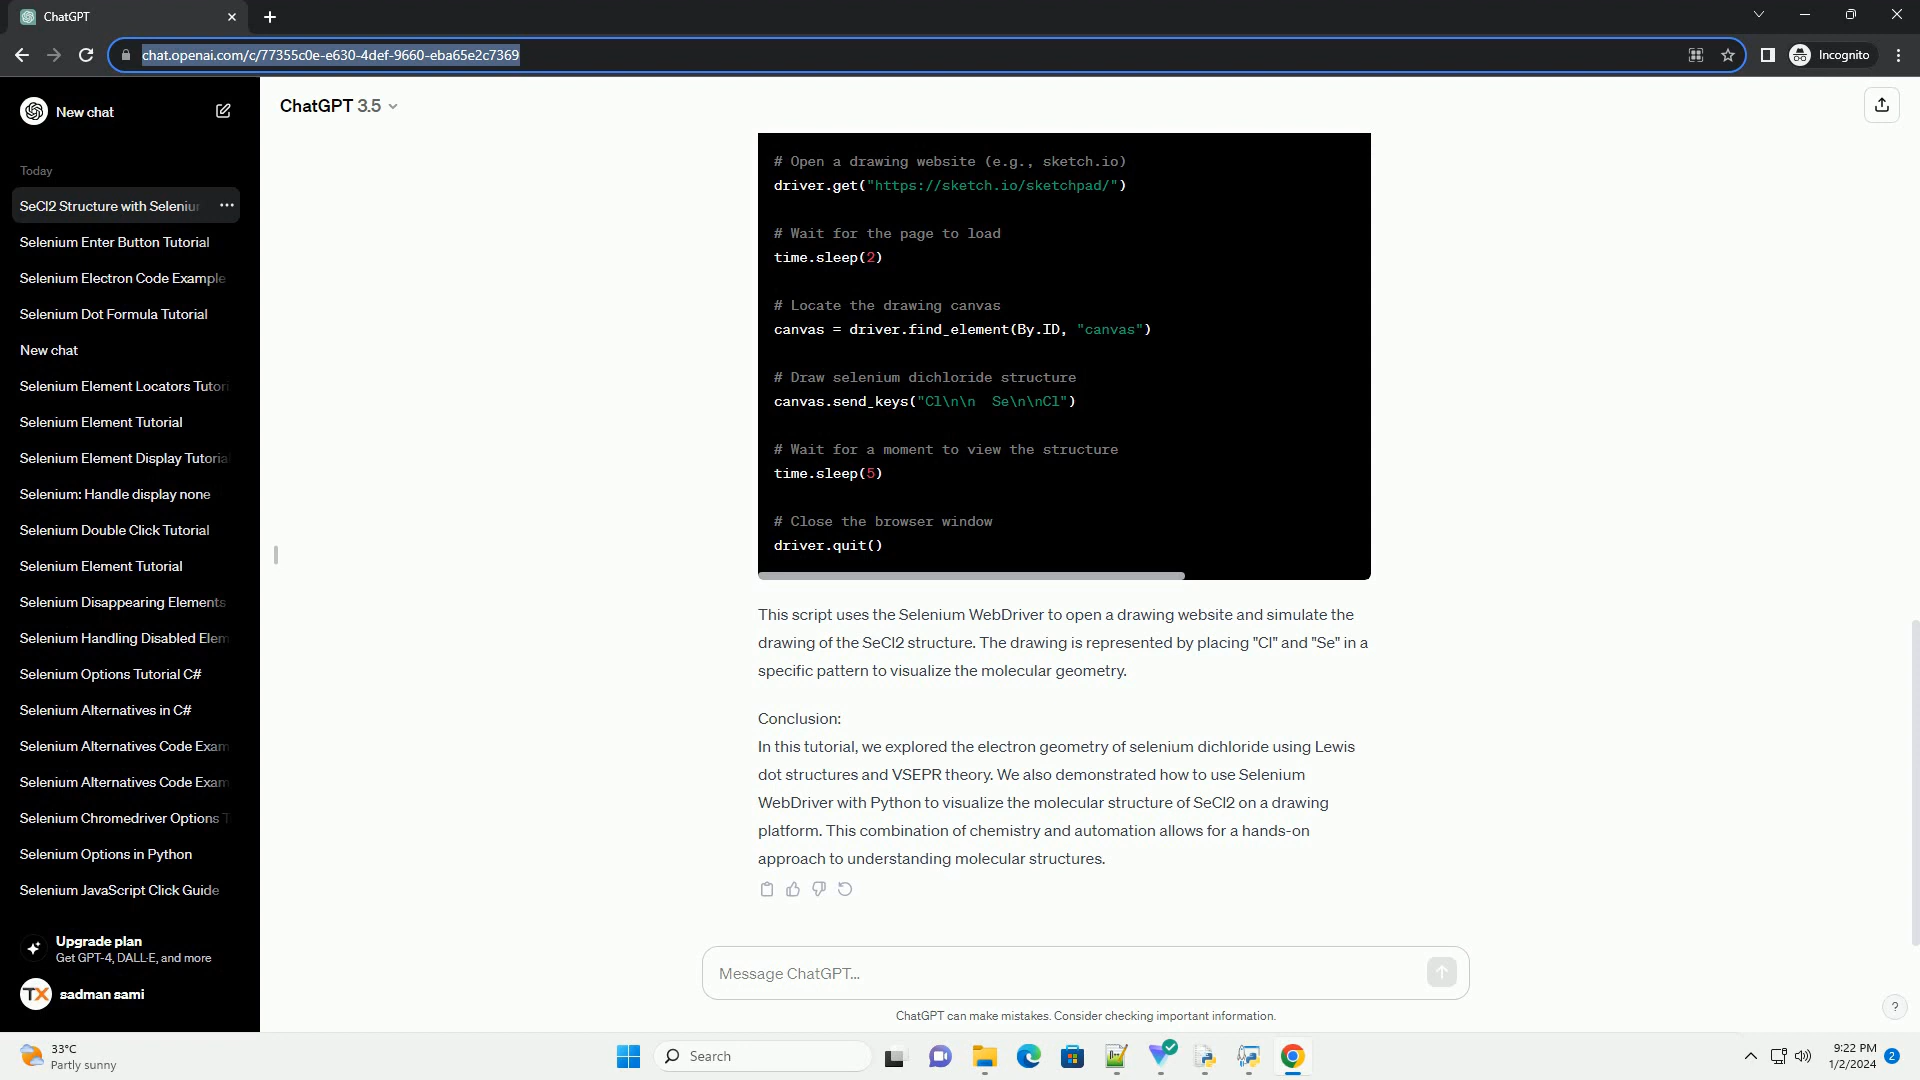 ChatGPT
chat.openai.com/c/77355c0e-e630-4def-9660-eba65e2c7369
Incognito
New chat
ChatGPT 3.5
Today
SeCl2 Structure with Selenium
Selenium Enter Button Tutorial
Selenium Electron Code Example
Selenium Dot Formula Tutorial
New chat
Selenium Element Locators Tutori
Selenium Element Tutorial
Selenium Element Display Tutoria
Selenium: Handle display none
Selenium Double Click Tutorial
Selenium Element Tutorial
Selenium Disappearing Elements
Selenium Handling Disabled Elem
Selenium Options Tutorial C#
Selenium Alternatives in C#
Selenium Alternatives Code Exam
Selenium Alternatives Code Exam
Selenium Chromedriver Options T
Selenium Options in Python
Selenium JavaScript Click Guide
Upgrade plan
Get GPT-4, DALL·E, and more
TX
sadman sami
# Open a drawing website (e.g., sketch.io)
driver.get("https://sketch.io/sketchpad/")
# Wait for the page to load
time.sleep(2)
# Locate the drawing canvas
canvas = driver.find_element(By.ID, "canvas")
# Draw selenium dichloride structure
canvas.send_keys("Cl\n\n  Se\n\nCl")
# Wait for a moment to view the structure
time.sleep(5)
# Close the browser window
driver.quit()
This script uses the Selenium WebDriver to open a drawing website and simulate the
drawing of the SeCl2 structure. The drawing is represented by placing "Cl" and "Se" in a
specific pattern to visualize the molecular geometry.
Conclusion:
In this tutorial, we explored the electron geometry of selenium dichloride using Lewis
dot structures and VSEPR theory. We also demonstrated how to use Selenium
WebDriver with Python to visualize the molecular structure of SeCl2 on a drawing
platform. This combination of chemistry and automation allows for a hands-on
approach to understanding molecular structures.
Message ChatGPT...
ChatGPT can make mistakes. Consider checking important information.
?
33°C
Partly sunny
Search
9:22 PM
1/2/2024
2